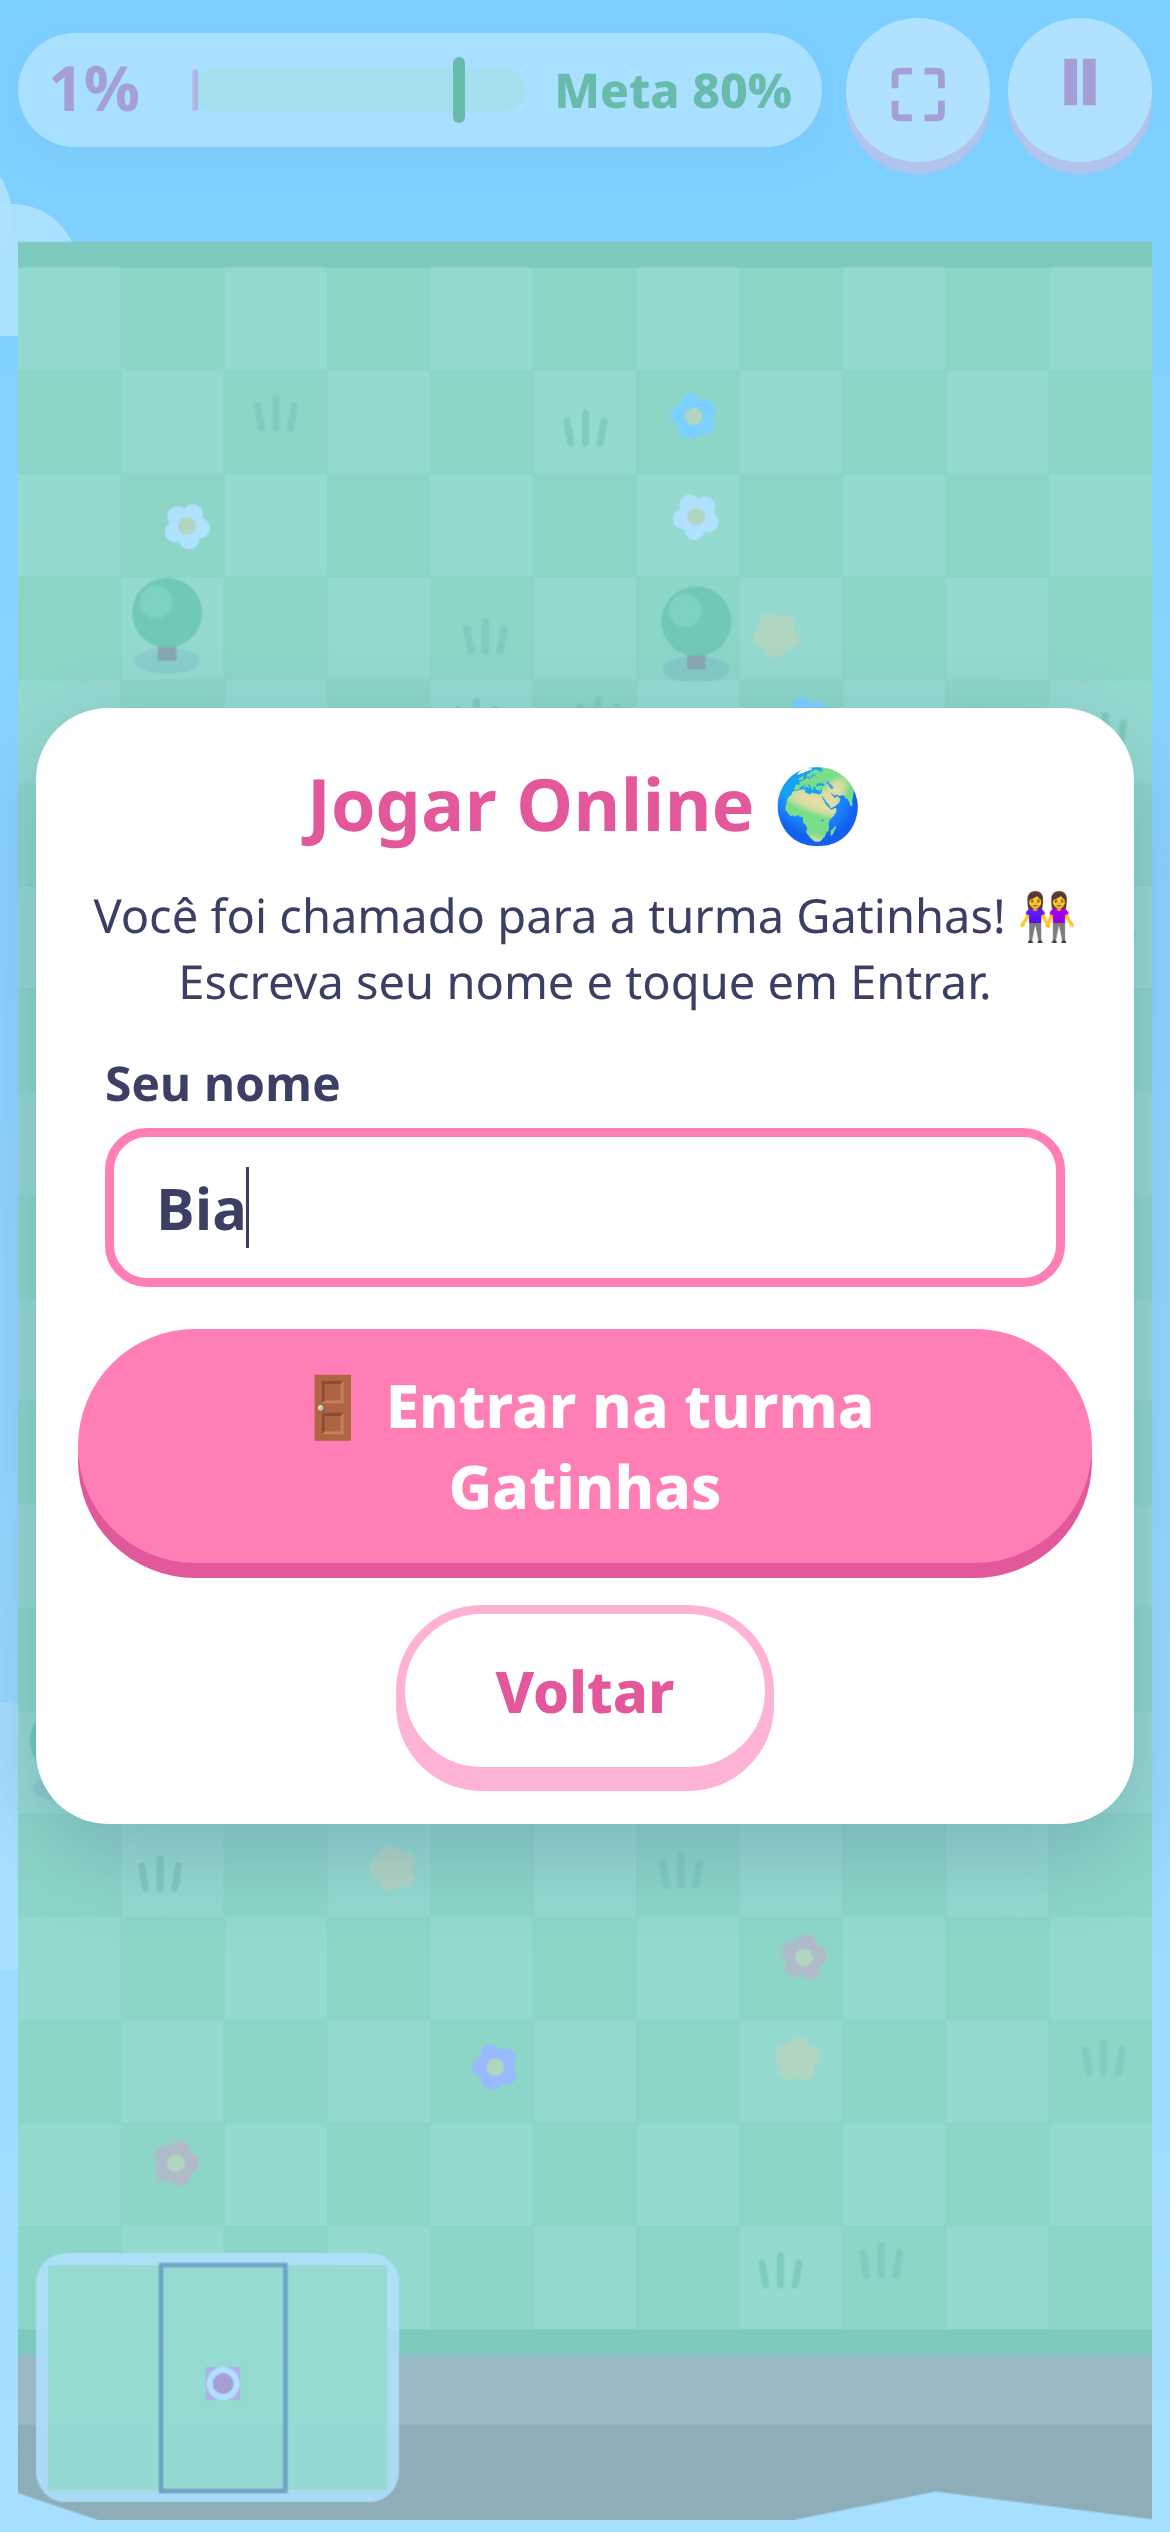 1%
Meta 80%
Jogar Online 🌍
Você foi chamado para a turma Gatinhas! 👭
Escreva seu nome e toque em Entrar.
Seu nome
Bia
🚪 Entrar na turma
Gatinhas
Voltar